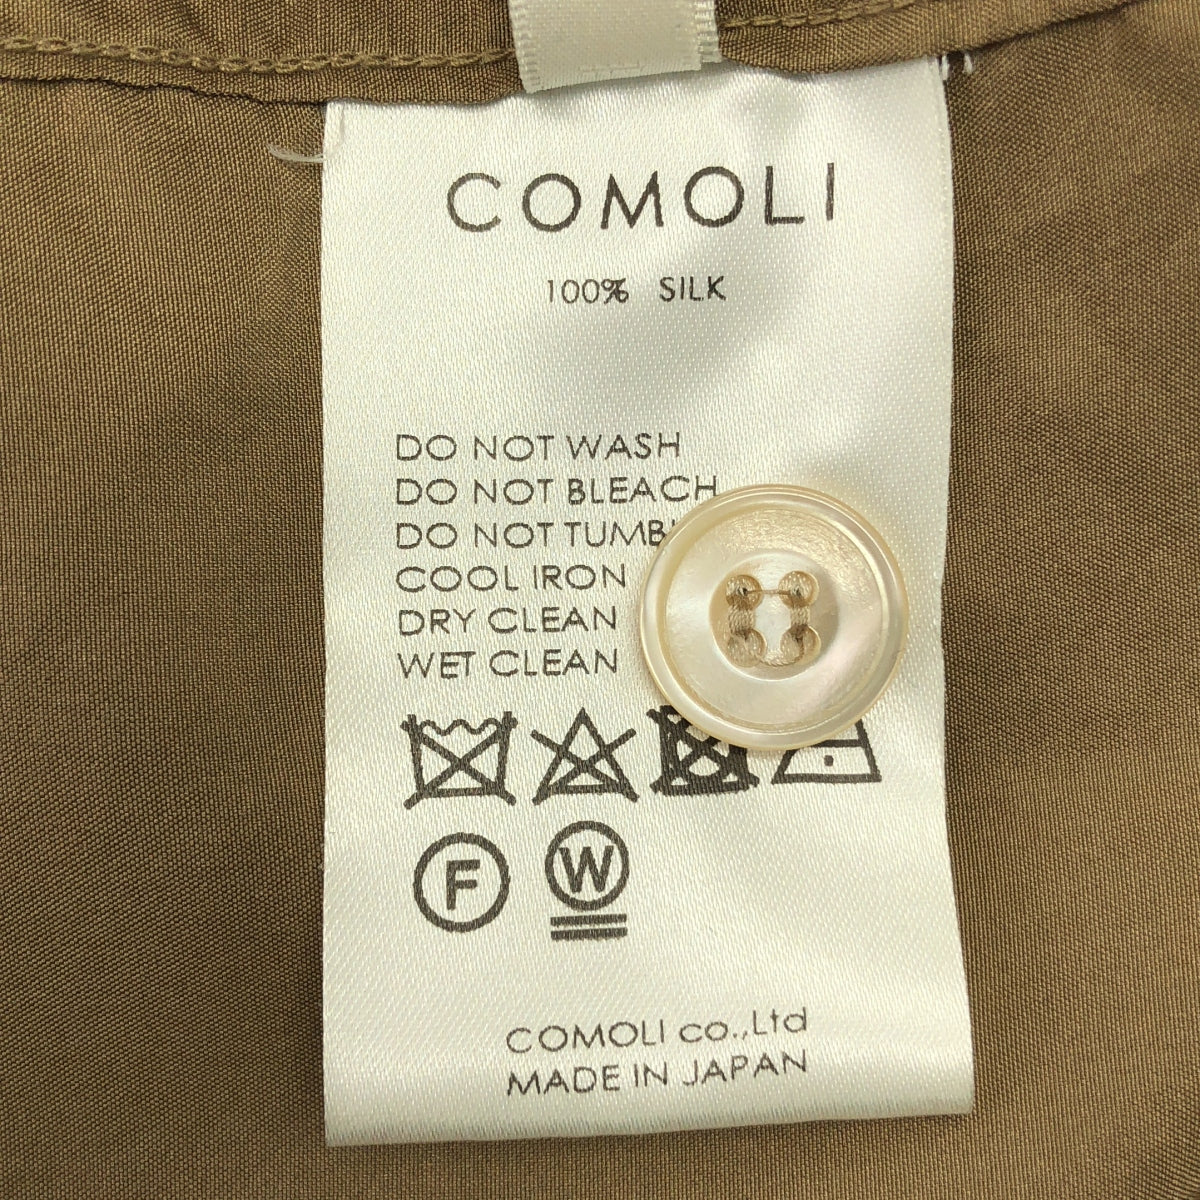 COMOLI
100% SILK
DO NOT WASH
DO NOT BLEACH
DO NOT
COOL IRON
DRY CLEAN
WET CLEAN
F W
COMOLI co.,Ltd
MADE IN JAPAN